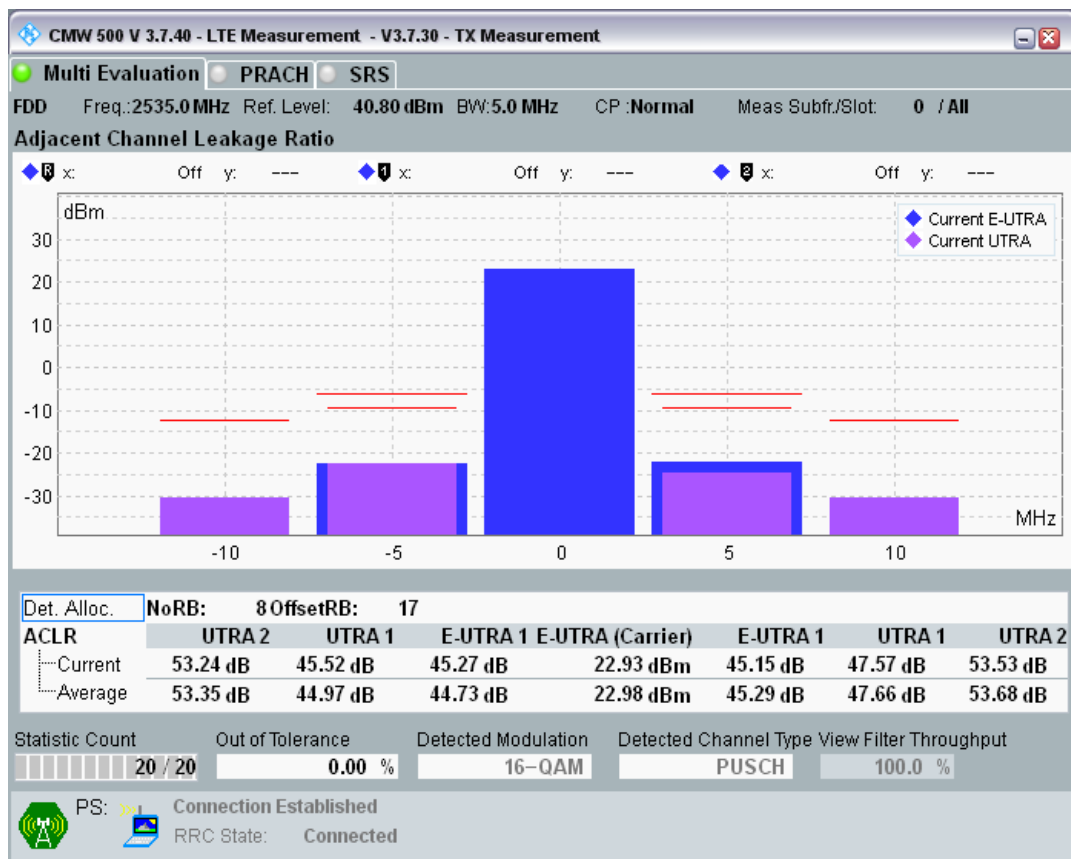 CMW 500 V 3.7.40 - LTE Measurement - V3.7.30 - TX Measurement
Multi Evaluation PRACH SRS
FDD Freq.:2535.0 MHz Ref. Level: 40.80 dBm BW:5.0 MHz CP :Normal Meas Subfr./Slot: 0 / All
Adjacent Channel Leakage Ratio
R x: Off y: --- 1 x: Off y: --- 2 x: Off y: ---
dBm
Current E-UTRA
Current UTRA
30
20
10
0
-10
-20
-30
MHz
-10 -5 0 5 10
Det. Alloc. NoRB: 8 OffsetRB: 17
ACLR UTRA 2 UTRA 1 E-UTRA 1 E-UTRA (Carrier) E-UTRA 1 UTRA 1 UTRA 2
Current 53.24 dB 45.52 dB 45.27 dB 22.93 dBm 45.15 dB 47.57 dB 53.53 dB
Average 53.35 dB 44.97 dB 44.73 dB 22.98 dBm 45.29 dB 47.66 dB 53.68 dB
Statistic Count Out of Tolerance Detected Modulation Detected Channel Type View Filter Throughput
20 / 20 0.00 % 16-QAM PUSCH 100.0 %
PS: Connection Established
RRC State: Connected